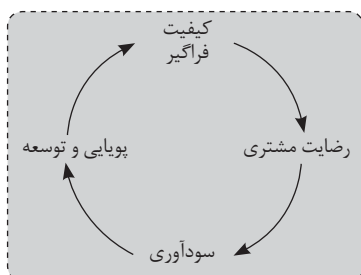 کیفیت
فراگیر
رضایت مشتری
پویایی و توسعه
سودآوری